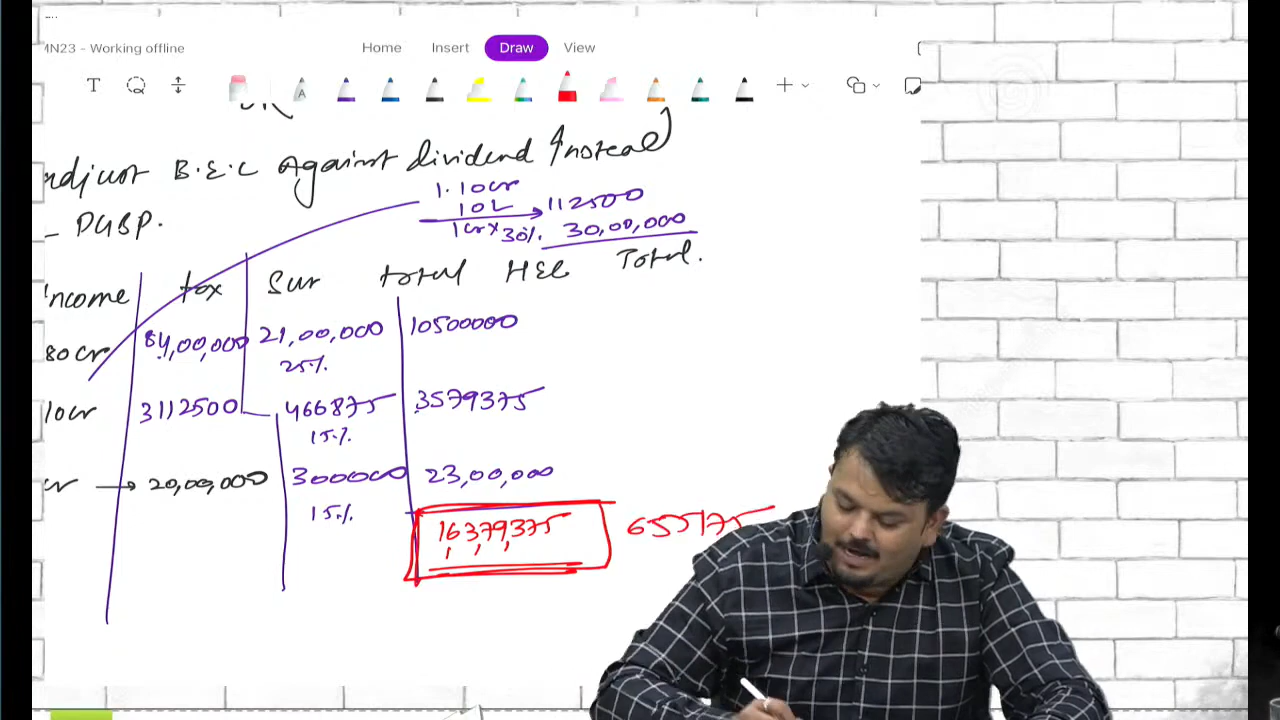 MN23 - Working offline
Home Insert Draw View
adjust B.E.C Against dividend Instead
- PGBP.
1.10cr
10L
1cr x 30%.
112500
30,00,000
Income tax Sur total HEC Total.
80cr 84,00,000 21,00,000 10500000
25%.
10cr 3112500 466875 3579375
15%.
cr → 20,00,000 300000 23,00,000
15%.
16379375 655175